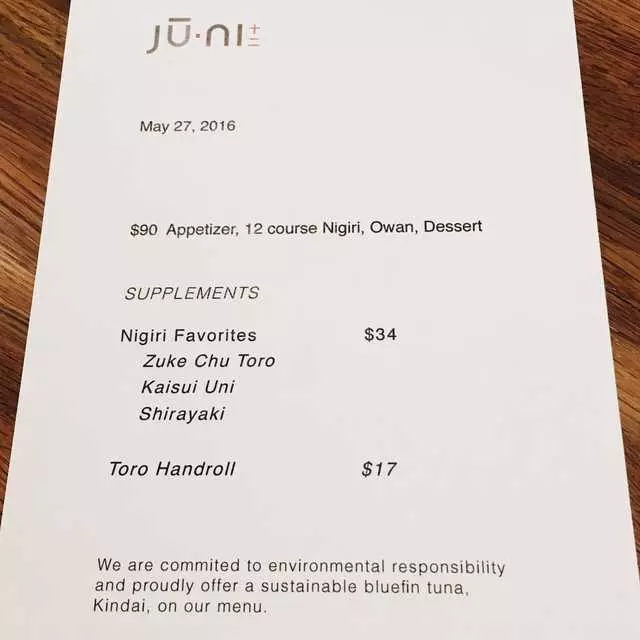 JŪ·NI±
May 27, 2016
$90 Appetizer, 12 course Nigiri, Owan, Dessert
SUPPLEMENTS
Nigiri Favorites $34
Zuke Chu Toro
Kaisui Uni
Shirayaki
Toro Handroll $17
We are commited to environmental responsibility
and proudly offer a sustainable bluefin tuna,
Kindai, on our menu.